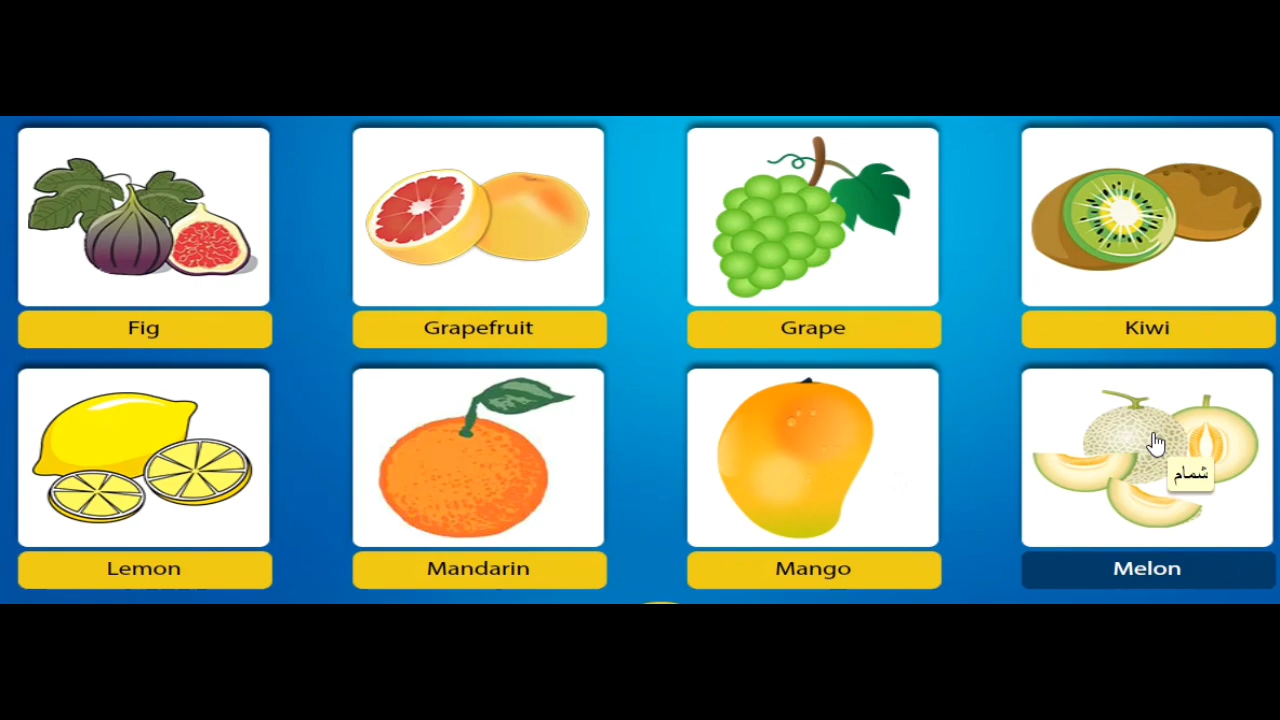 Fig
Grapefruit
Grape
Kiwi
شمام
Lemon
Mandarin
Mango
Melon